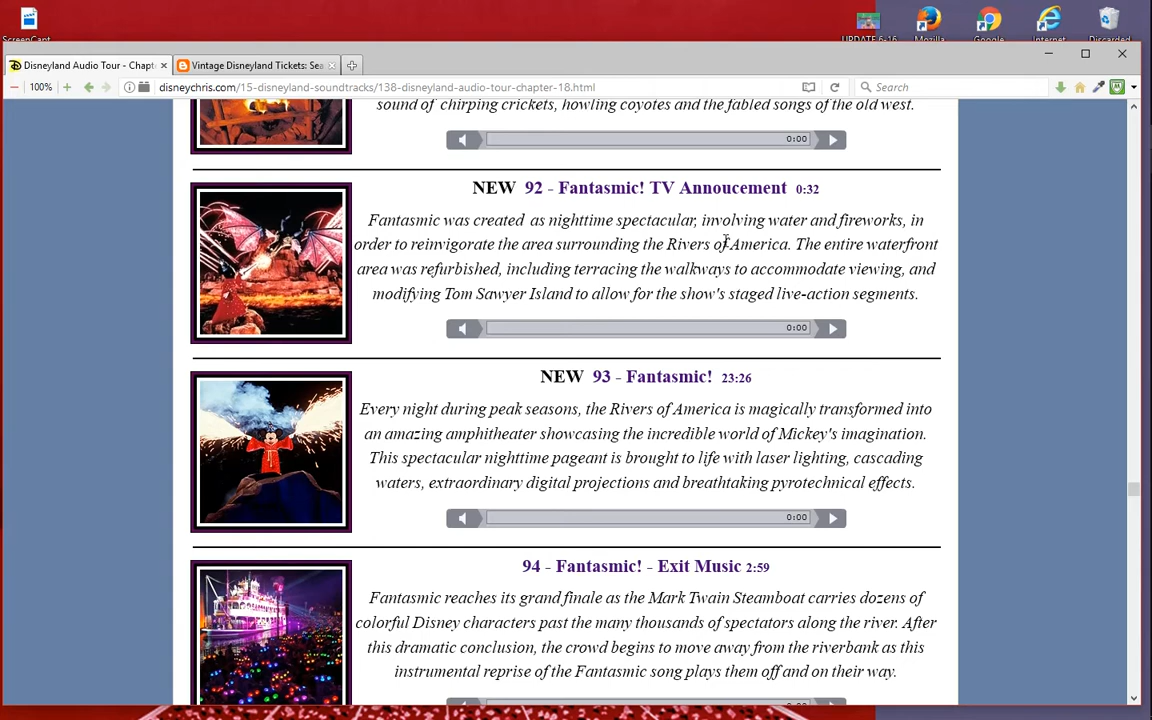 ScreenCapt
UPDATE 6-16
Mozilla
Google
Internet
Discarded
Disneyland Audio Tour - Chapt
Vintage Disneyland Tickets: Sea
100%
disneychris.com/15-disneyland-soundtracks/138-disneyland-audio-tour-chapter-18.html
Search
sound of chirping crickets, howling coyotes and the fabled songs of the old west.
0:00
NEW 92 - Fantasmic! TV Annoucement 0:32
Fantasmic was created as nighttime spectacular, involving water and fireworks, in
order to reinvigorate the area surrounding the Rivers of America. The entire waterfront
area was refurbished, including terracing the walkways to accommodate viewing, and
modifying Tom Sawyer Island to allow for the show's staged live-action segments.
0:00
NEW 93 - Fantasmic! 23:26
Every night during peak seasons, the Rivers of America is magically transformed into
an amazing amphitheater showcasing the incredible world of Mickey's imagination.
This spectacular nighttime pageant is brought to life with laser lighting, cascading
waters, extraordinary digital projections and breathtaking pyrotechnical effects.
0:00
94 - Fantasmic! - Exit Music 2:59
Fantasmic reaches its grand finale as the Mark Twain Steamboat carries dozens of
colorful Disney characters past the many thousands of spectators along the river. After
this dramatic conclusion, the crowd begins to move away from the riverbank as this
instrumental reprise of the Fantasmic song plays them off and on their way.